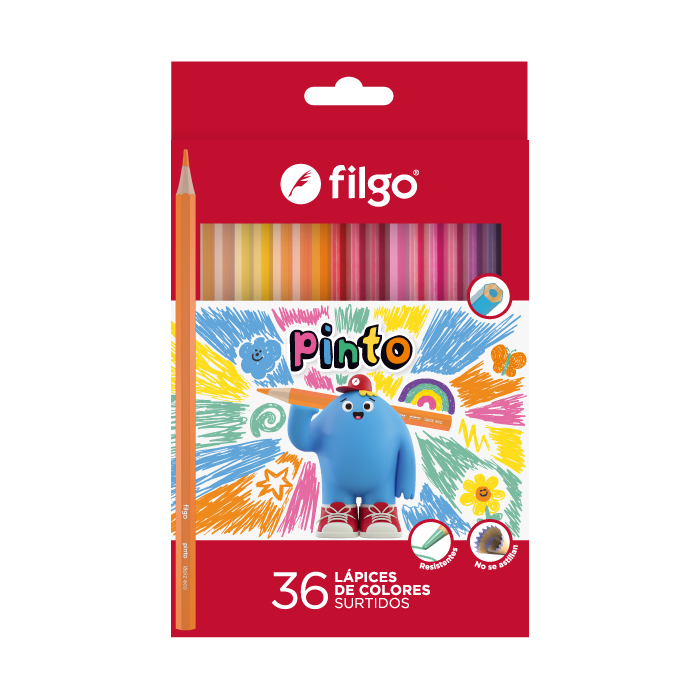 filgo®
pinto
36 LÁPICES
DE COLORES
SURTIDOS
Resistentes
No se astillan
filgo
pinto